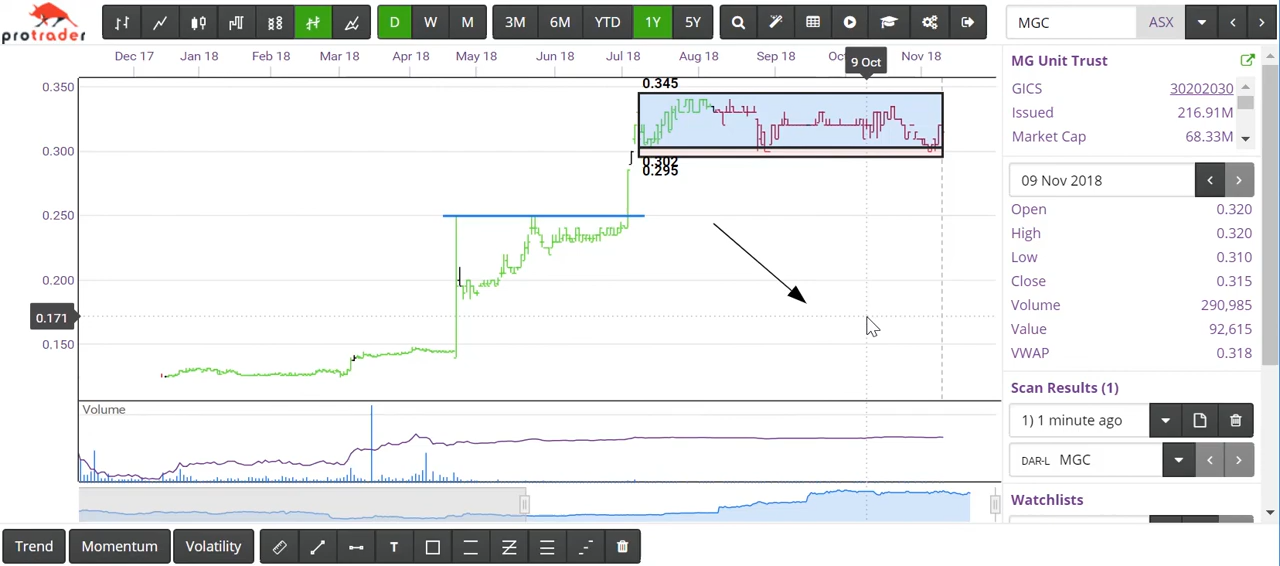 protrader
D W M
3M 6M YTD 1Y 5Y
MGC ASX
Dec 17 Jan 18 Feb 18 Mar 18 Apr 18 May 18 Jun 18 Jul 18 Aug 18 Sep 18 Oc Nov 18
9 Oct
0.350
0.300
0.250
0.200
0.171
0.150
0.345
0.302
0.295
Volume
MG Unit Trust
GICS 30202030
Issued 216.91M
Market Cap 68.33M
09 Nov 2018
Open 0.320
High 0.320
Low 0.310
Close 0.315
Volume 290,985
Value 92,615
VWAP 0.318
Scan Results (1)
1) 1 minute ago
DAR-L MGC
Watchlists
Trend Momentum Volatility T